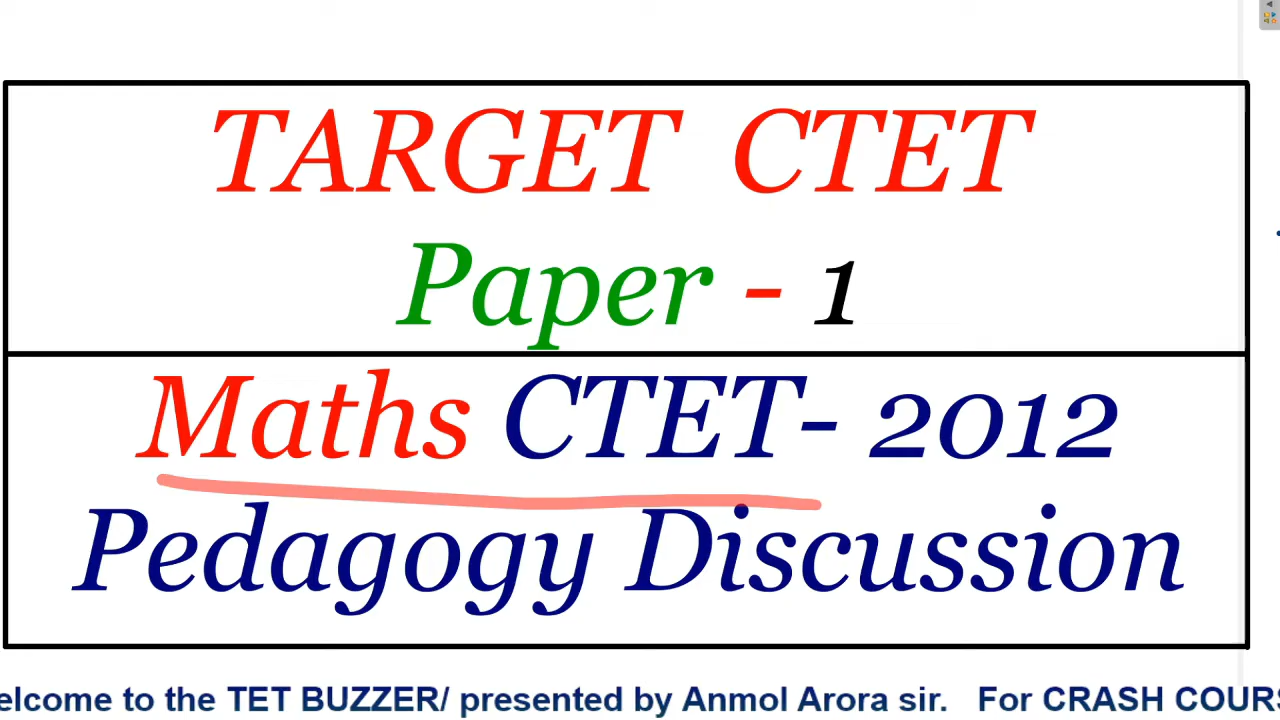 TARGET CTET
Paper - 1
Maths CTET- 2012
Pedagogy Discussion
elcome to the TET BUZZER/ presented by Anmol Arora sir. For CRASH COURS